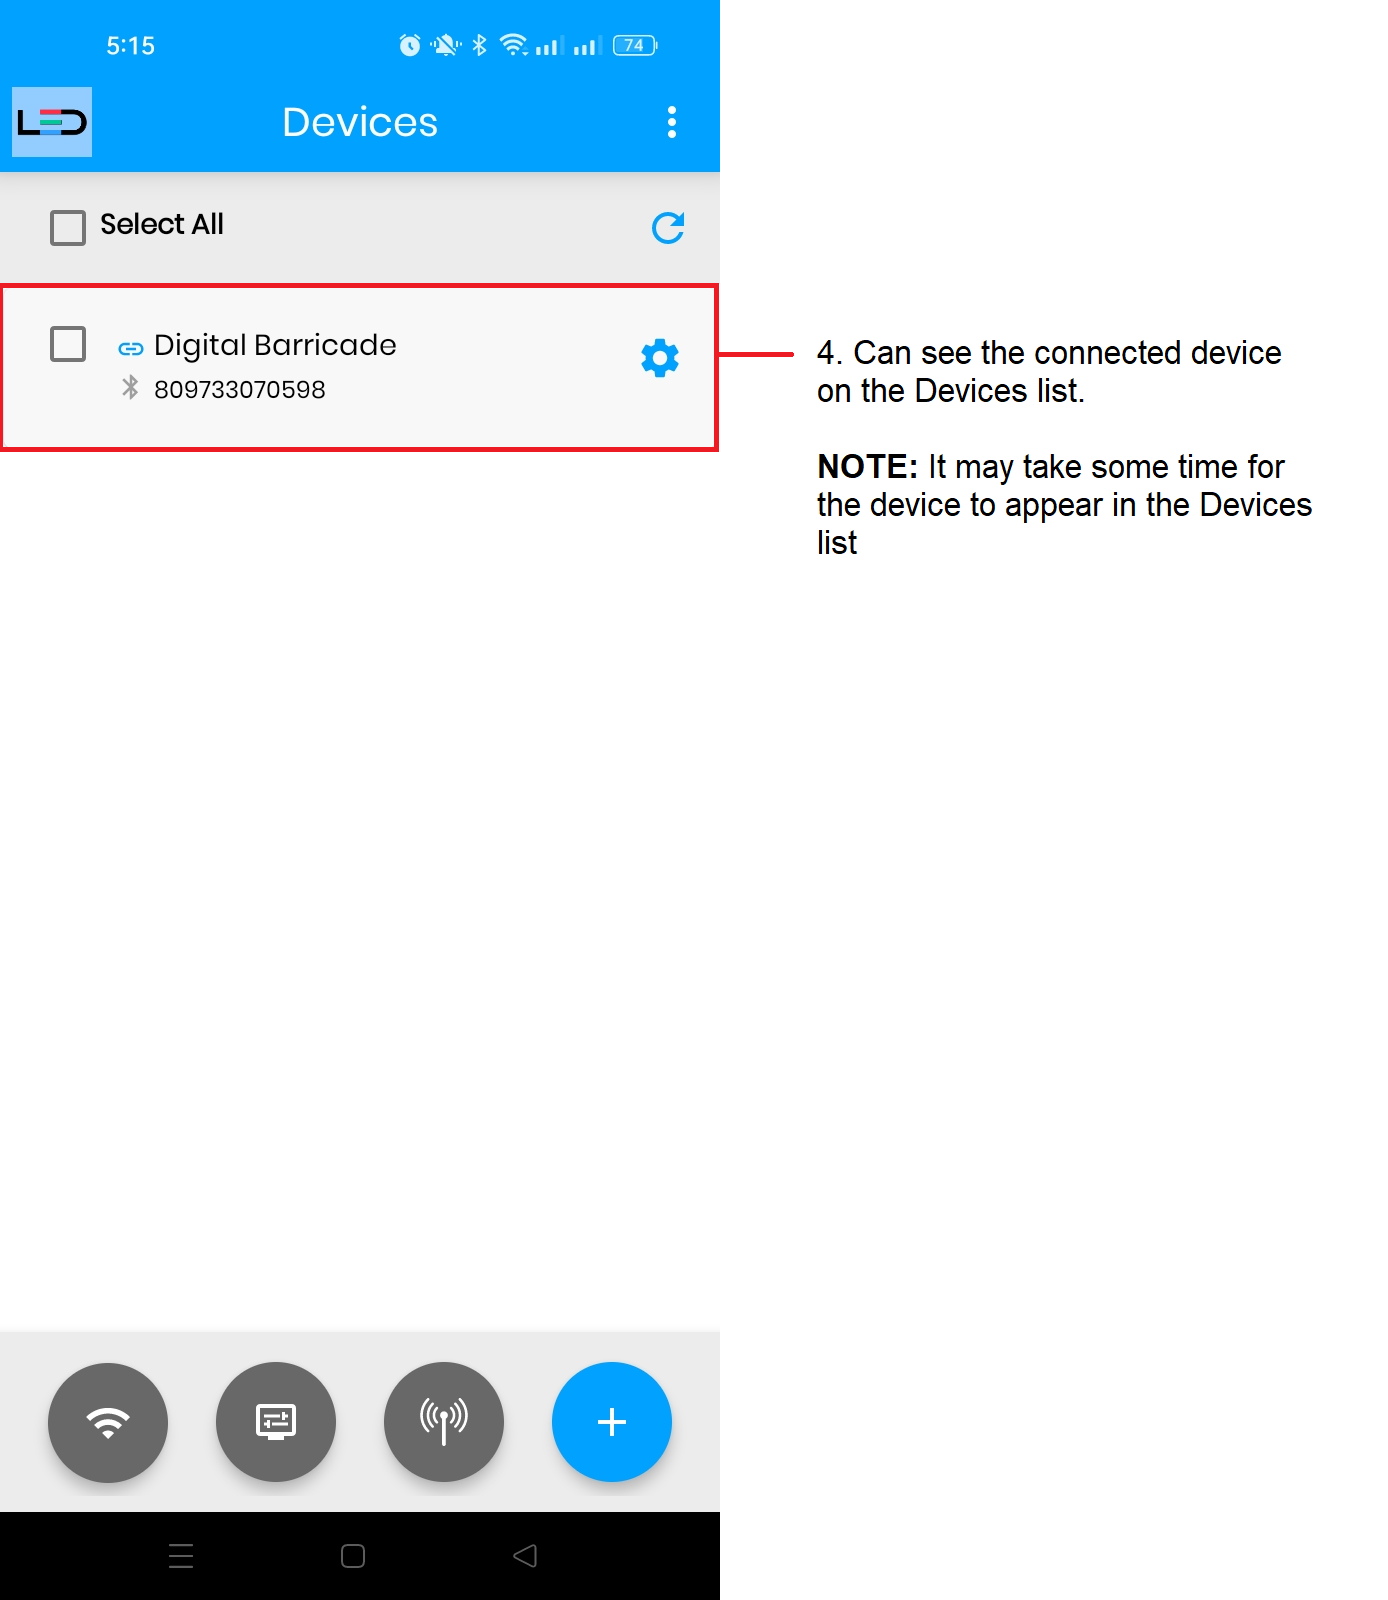 5:15
74
LED
Devices
Select All
Digital Barricade
809733070598
4. Can see the connected device
on the Devices list.
NOTE: It may take some time for
the device to appear in the Devices
list